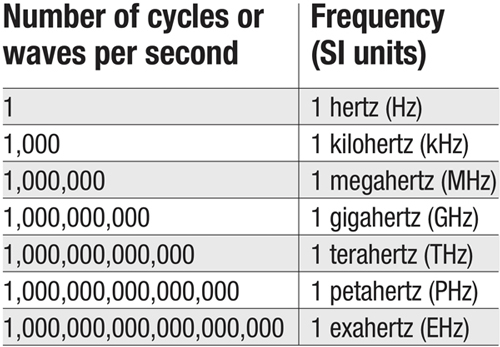 Number of cycles or waves per second | Frequency (SI units)
1 | 1 hertz (Hz)
1,000 | 1 kilohertz (kHz)
1,000,000 | 1 megahertz (MHz)
1,000,000,000 | 1 gigahertz (GHz)
1,000,000,000,000 | 1 terahertz (THz)
1,000,000,000,000,000 | 1 petahertz (PHz)
1,000,000,000,000,000,000 | 1 exahertz (EHz)